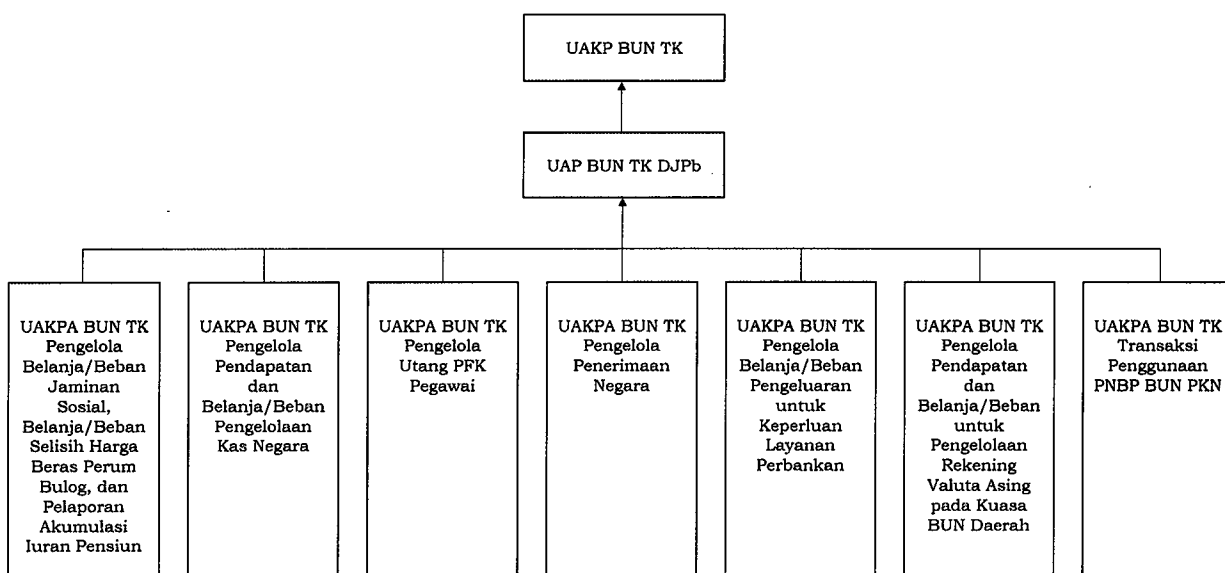 UAKP BUN TK
UAP BUN TK DJPb
UAKPA BUN TK
Pengelola
Belanja/Beban
Jaminan
Sosial,
Belanja/Beban
Selisih Harga
Beras Perum
Bulog, dan
Pelaporan
Akumulasi
Iuran Pensiun
UAKPA BUN TK
Pengelola
Pendapatan
dan
Belanja/Beban
Pengelolaan
Kas Negara
UAKPA BUN TK
Pengelola
Utang PFK
Pegawai
UAKPA BUN TK
Pengelola
Penerimaan
Negara
UAKPA BUN TK
Pengelola
Belanja/Beban
Pengeluaran
untuk
Keperluan
Layanan
Perbankan
UAKPA BUN TK
Pengelola
Pendapatan
dan
Belanja/Beban
untuk
Pengelolaan
Rekening
Valuta Asing
pada Kuasa
BUN Daerah
UAKPA BUN TK
Transaksi
Penggunaan
PNBP BUN PKN